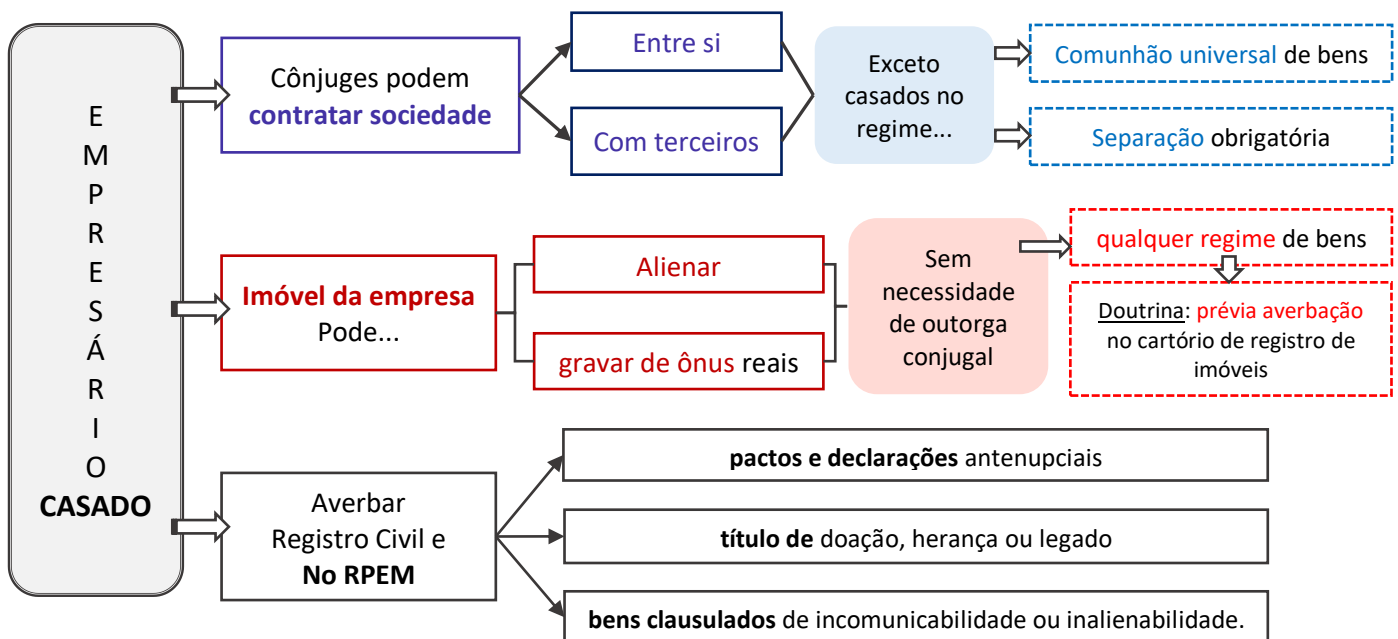 E
M
P
R
E
S
Á
R
I
O
CASADO
Cônjuges podem
contratar sociedade
Entre si
Com terceiros
Exceto
casados no
regime...
Comunhão universal de bens
Separação obrigatória
Imóvel da empresa
Pode...
Alienar
gravar de ônus reais
Sem
necessidade
de outorga
conjugal
qualquer regime de bens
Doutrina: prévia averbação
no cartório de registro de
imóveis
Averbar
Registro Civil e
No RPEM
pactos e declarações antenupciais
título de doação, herança ou legado
bens clausulados de incomunicabilidade ou inalienabilidade.